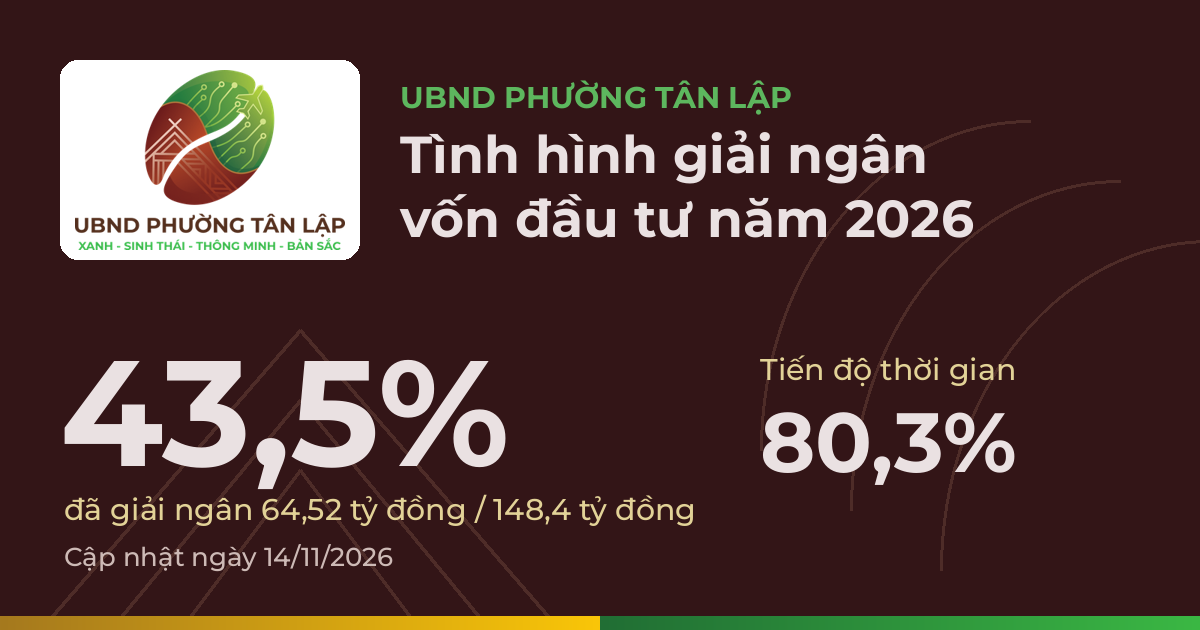 UBND PHƯỜNG TÂN LẬP
XANH - SINH THÁI - THÔNG MINH - BẢN SẮC
UBND PHƯỜNG TÂN LẬP
Tình hình giải ngân
vốn đầu tư năm 2026
43,5%
đã giải ngân 64,52 tỷ đồng / 148,4 tỷ đồng
Cập nhật ngày 14/11/2026
Tiến độ thời gian
80,3%